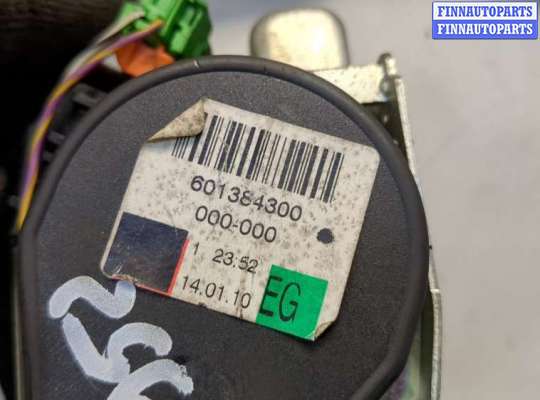 FINNAUTOPARTS
FINNAUTOPARTS
601384300
000-000
1 23:52
14.01.10
EG